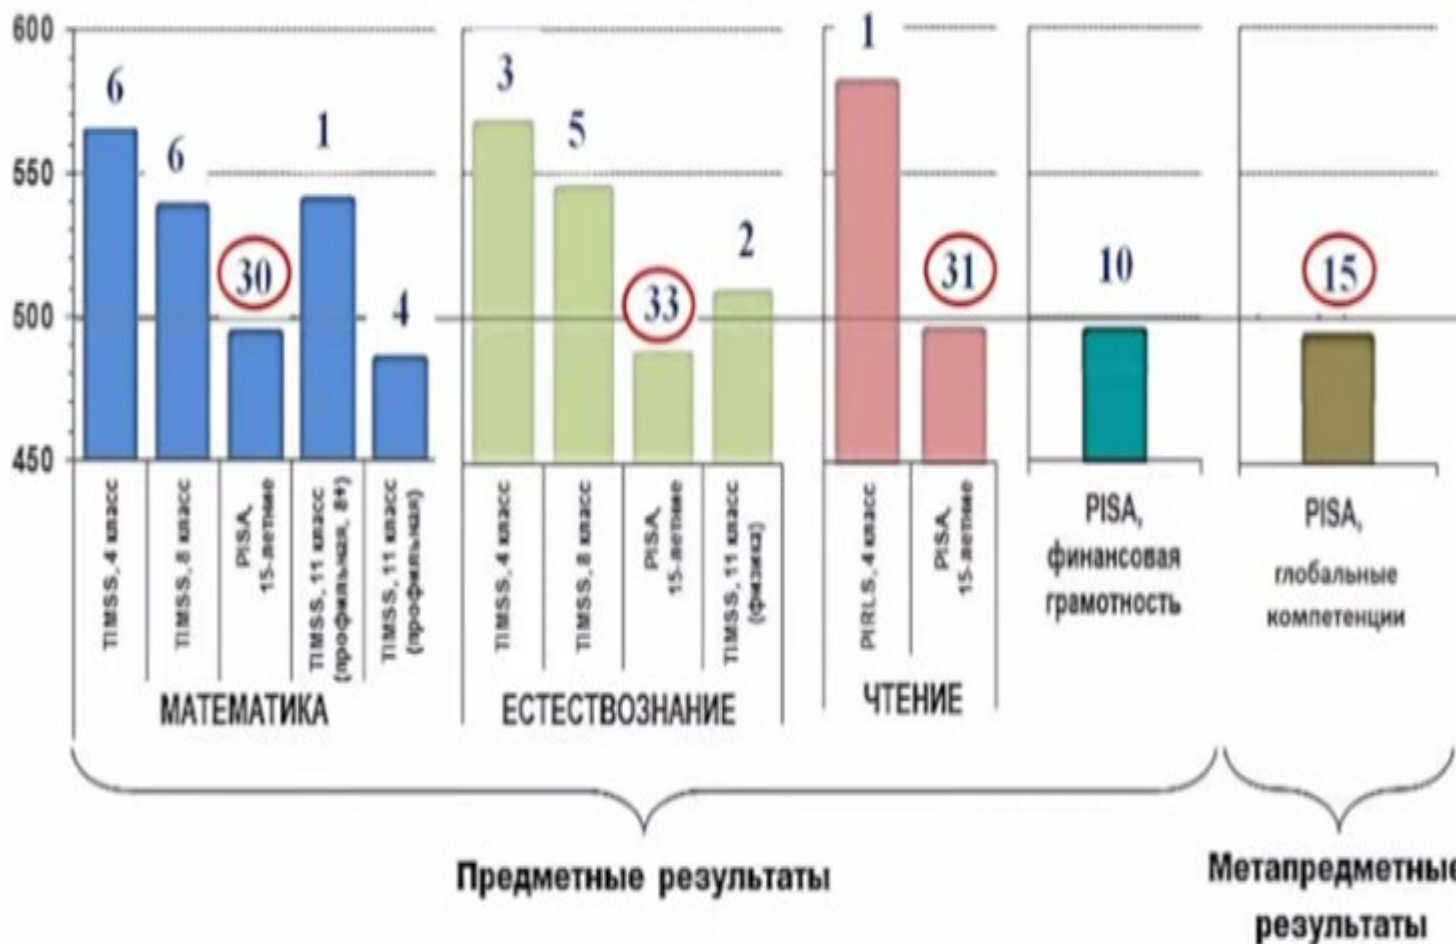 600
550
500
450
6
6
30
1
4
3
5
33
2
1
31
10
15
TIMSS, 4 класс
TIMSS, 8 класс
PISA,
15-летние
TIMSS, 11 класс
(профильная, 8*)
TIMSS, 11 класс
(профильная)
TIMSS, 4 класс
TIMSS, 8 класс
PISA,
15-летние
TIMSS, 11 класс
(физика)
PIRLS, 4 класс
PISA,
15-летние
PISA,
финансовая
грамотность
PISA,
глобальные
компетенции
МАТЕМАТИКА
ЕСТЕСТВОЗНАНИЕ
ЧТЕНИЕ
Предметные результаты
Метапредметные
результаты